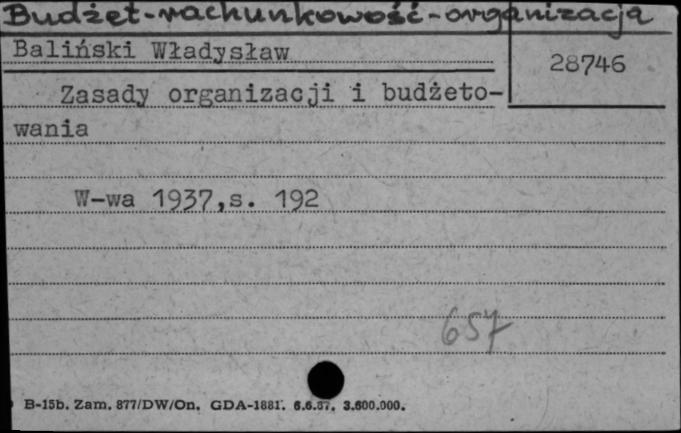 Budżet-rachunkowość-organizacja
Baliński Władysław
28746
Zasady organizacji i budżeto-
wania
W-wa 1937,s. 192
657
B-15b. Zam. 877/DW/On. GDA-1881. 6.6.67. 3.600.000.